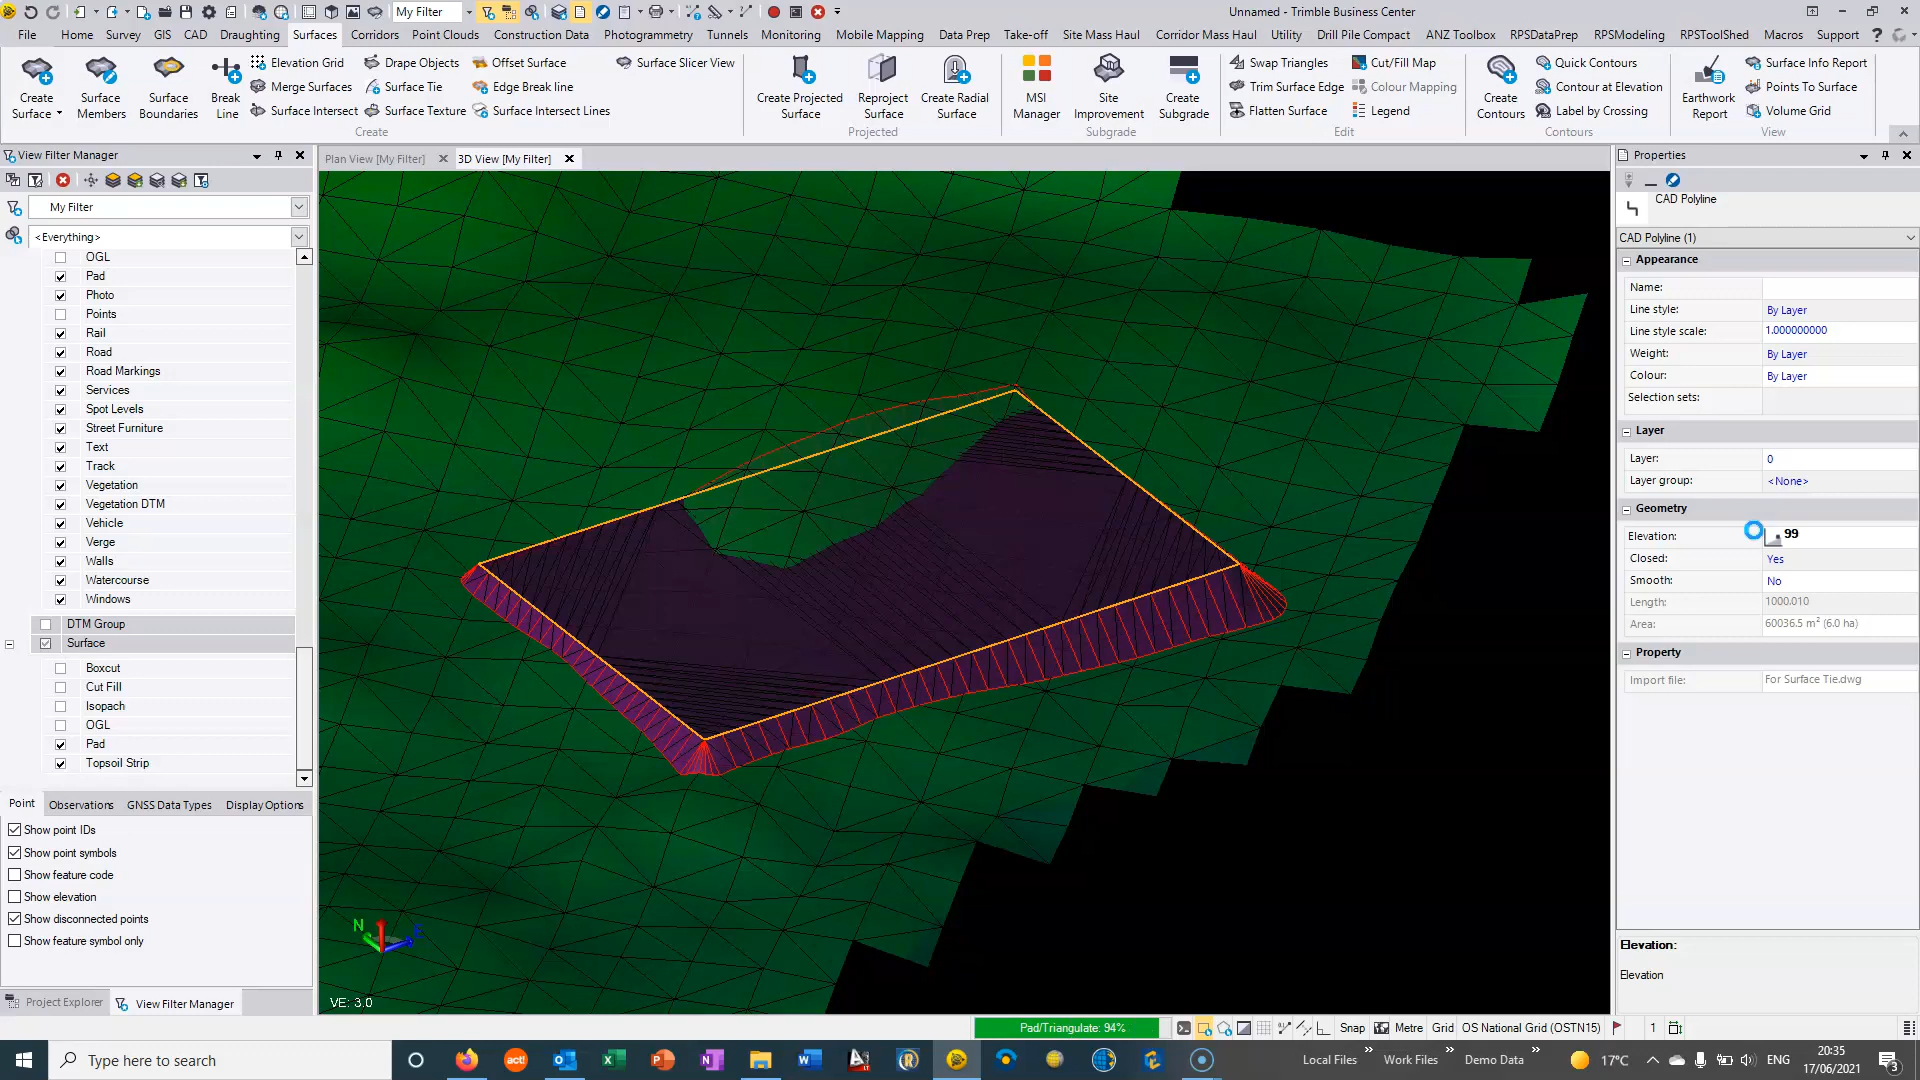 My Filter
Unnamed - Trimble Business Center
File Home Survey GIS CAD Draughting Surfaces Corridors Point Clouds Construction Data Photogrammetry Tunnels Monitoring Mobile Mapping Data Prep Take-off Site Mass Haul Corridor Mass Haul Utility Drill Pile Compact ANZ Toolbox RPSDataPrep RPSModeling RPSToolShed Macros Support
Create Surface
Surface Members
Surface Boundaries
Break Line
Elevation Grid
Merge Surfaces
Surface Intersect
Drape Objects
Surface Tie
Surface Texture
Offset Surface
Edge Break line
Surface Intersect Lines
Surface Slicer View
Create
Create Projected Surface
Reproject Surface
Create Radial Surface
Projected
MSI Manager
Site Improvement
Create Subgrade
Subgrade
Swap Triangles
Trim Surface Edge
Flatten Surface
Cut/Fill Map
Colour Mapping
Legend
Edit
Create Contours
Quick Contours
Contour at Elevation
Label by Crossing
Contours
Earthwork Report
Surface Info Report
Points To Surface
Volume Grid
View
View Filter Manager
My Filter
<Everything>
OGL
Pad
Photo
Points
Rail
Road
Road Markings
Services
Spot Levels
Street Furniture
Text
Track
Vegetation
Vegetation DTM
Vehicle
Verge
Walls
Watercourse
Windows
DTM Group
Surface
Boxcut
Cut Fill
Isopach
OGL
Pad
Topsoil Strip
Point Observations GNSS Data Types Display Options
Show point IDs
Show point symbols
Show feature code
Show elevation
Show disconnected points
Show feature symbol only
Project Explorer View Filter Manager
Plan View [My Filter] 3D View [My Filter]
N
VE: 3.0
Properties
CAD Polyline
CAD Polyline (1)
Appearance
Name:
Line style: By Layer
Line style scale: 1.000000000
Weight: By Layer
Colour: By Layer
Selection sets:
Layer
Layer: 0
Layer group: <None>
Geometry
Elevation: 99
Closed: Yes
Smooth: No
Length: 1000.010
Area: 60036.5 m² (6.0 ha)
Property
Import file: For Surface Tie.dwg
Elevation:
Elevation
Pad/Triangulate: 94%
Snap Metre Grid OS National Grid (OSTN15) 1
Type here to search
act!
Local Files » Work Files » Demo Data »
17°C
ENG
20:35
17/06/2021
3